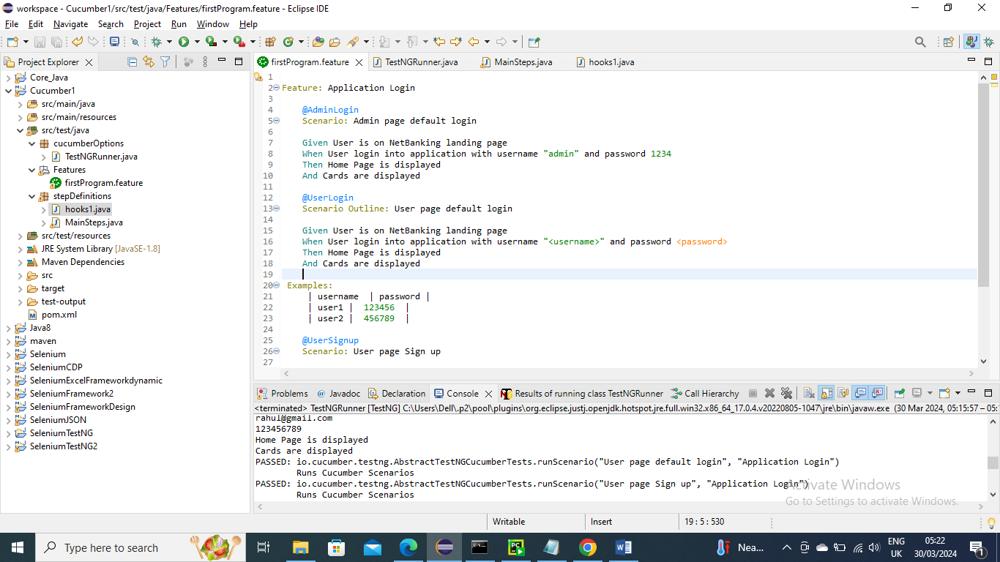 workspace - Cucumber1/src/test/java/Features/firstProgram.feature - Eclipse IDE
File Edit Navigate Search Project Run Window Help
Project Explorer
Core_Java
Cucumber1
src/main/java
src/main/resources
src/test/java
cucumberOptions
TestNGRunner.java
Features
firstProgram.feature
stepDefinitions
hooks1.java
MainSteps.java
src/test/resources
JRE System Library [JavaSE-1.8]
Maven Dependencies
src
target
test-output
pom.xml
Java8
maven
Selenium
SeleniumCDP
SeleniumExcelFrameworkdynamic
SeleniumFramework2
SeleniumFrameworkDesign
SeleniumJSON
SeleniumTestNG
SeleniumTestNG2
firstProgram.feature TestNGRunner.java MainSteps.java hooks1.java
1
2 Feature: Application Login
3
4 @AdminLogin
5 Scenario: Admin page default login
6
7 Given User is on NetBanking landing page
8 When User login into application with username "admin" and password 1234
9 Then Home Page is displayed
10 And Cards are displayed
11
12 @UserLogin
13 Scenario Outline: User page default login
14
15 Given User is on NetBanking landing page
16 When User login into application with username "<username>" and password <password>
17 Then Home Page is displayed
18 And Cards are displayed
19
20 Examples:
21 | username | password |
22 | user1 | 123456 |
23 | user2 | 456789 |
24
25 @UserSignup
26 Scenario: User page Sign up
27
Problems Javadoc Declaration Console Results of running class TestNGRunner Call Hierarchy
<terminated> TestNGRunner [TestNG] C:\Users\Dell\.p2\pool\plugins\org.eclipse.justj.openjdk.hotspot.jre.full.win32.x86_64_17.0.4.v20220805-1047\jre\bin\javaw.exe (30 Mar 2024, 05:15:57 – 05:
rahul@gmail.com
123456789
Home Page is displayed
Cards are displayed
PASSED: io.cucumber.testng.AbstractTestNGCucumberTests.runScenario("User page default login", "Application Login")
Runs Cucumber Scenarios
PASSED: io.cucumber.testng.AbstractTestNGCucumberTests.runScenario("User page Sign up", "Application Login")
Runs Cucumber Scenarios
Activate Windows
Go to Settings to activate Windows.
Writable Insert 19 : 5 : 530
Type here to search
Nea... ENG 05:22
UK 30/03/2024 1